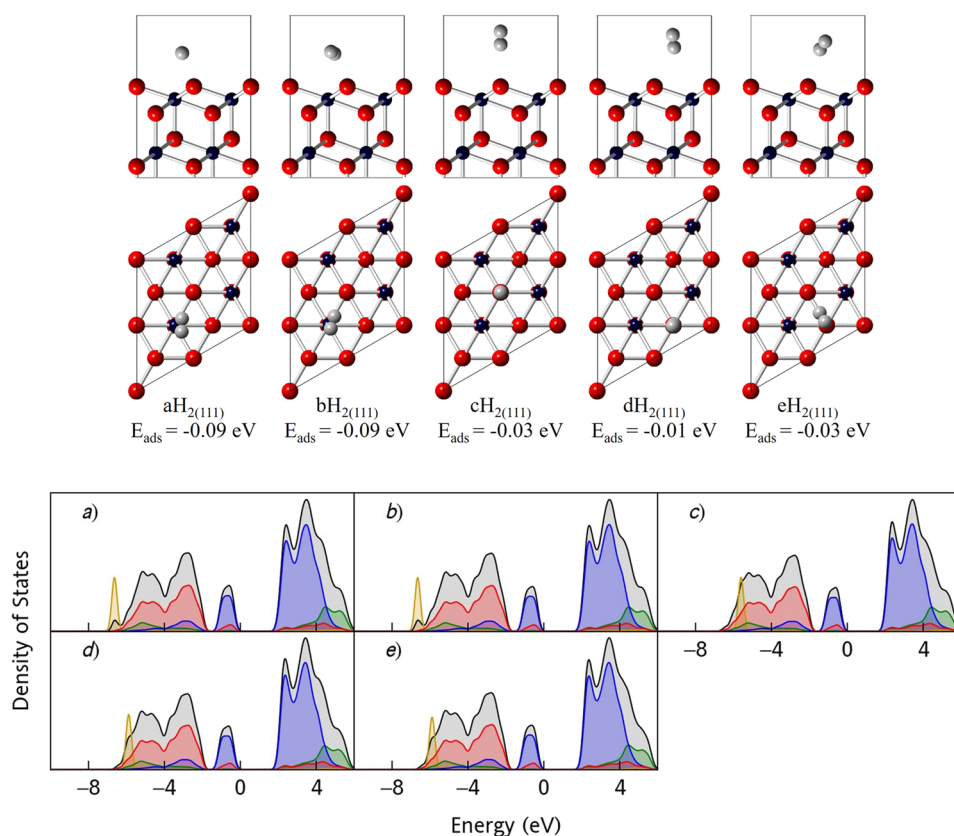 aH2(111) bH2(111) cH2(111) dH2(111) eH2(111)
Eads = -0.09 eV Eads = -0.09 eV Eads = -0.03 eV Eads = -0.01 eV Eads = -0.03 eV
a) b) c)
−8 −4 0 4
d) e)
−8 −4 0 4 −8 −4 0 4
Density of States
Energy (eV)